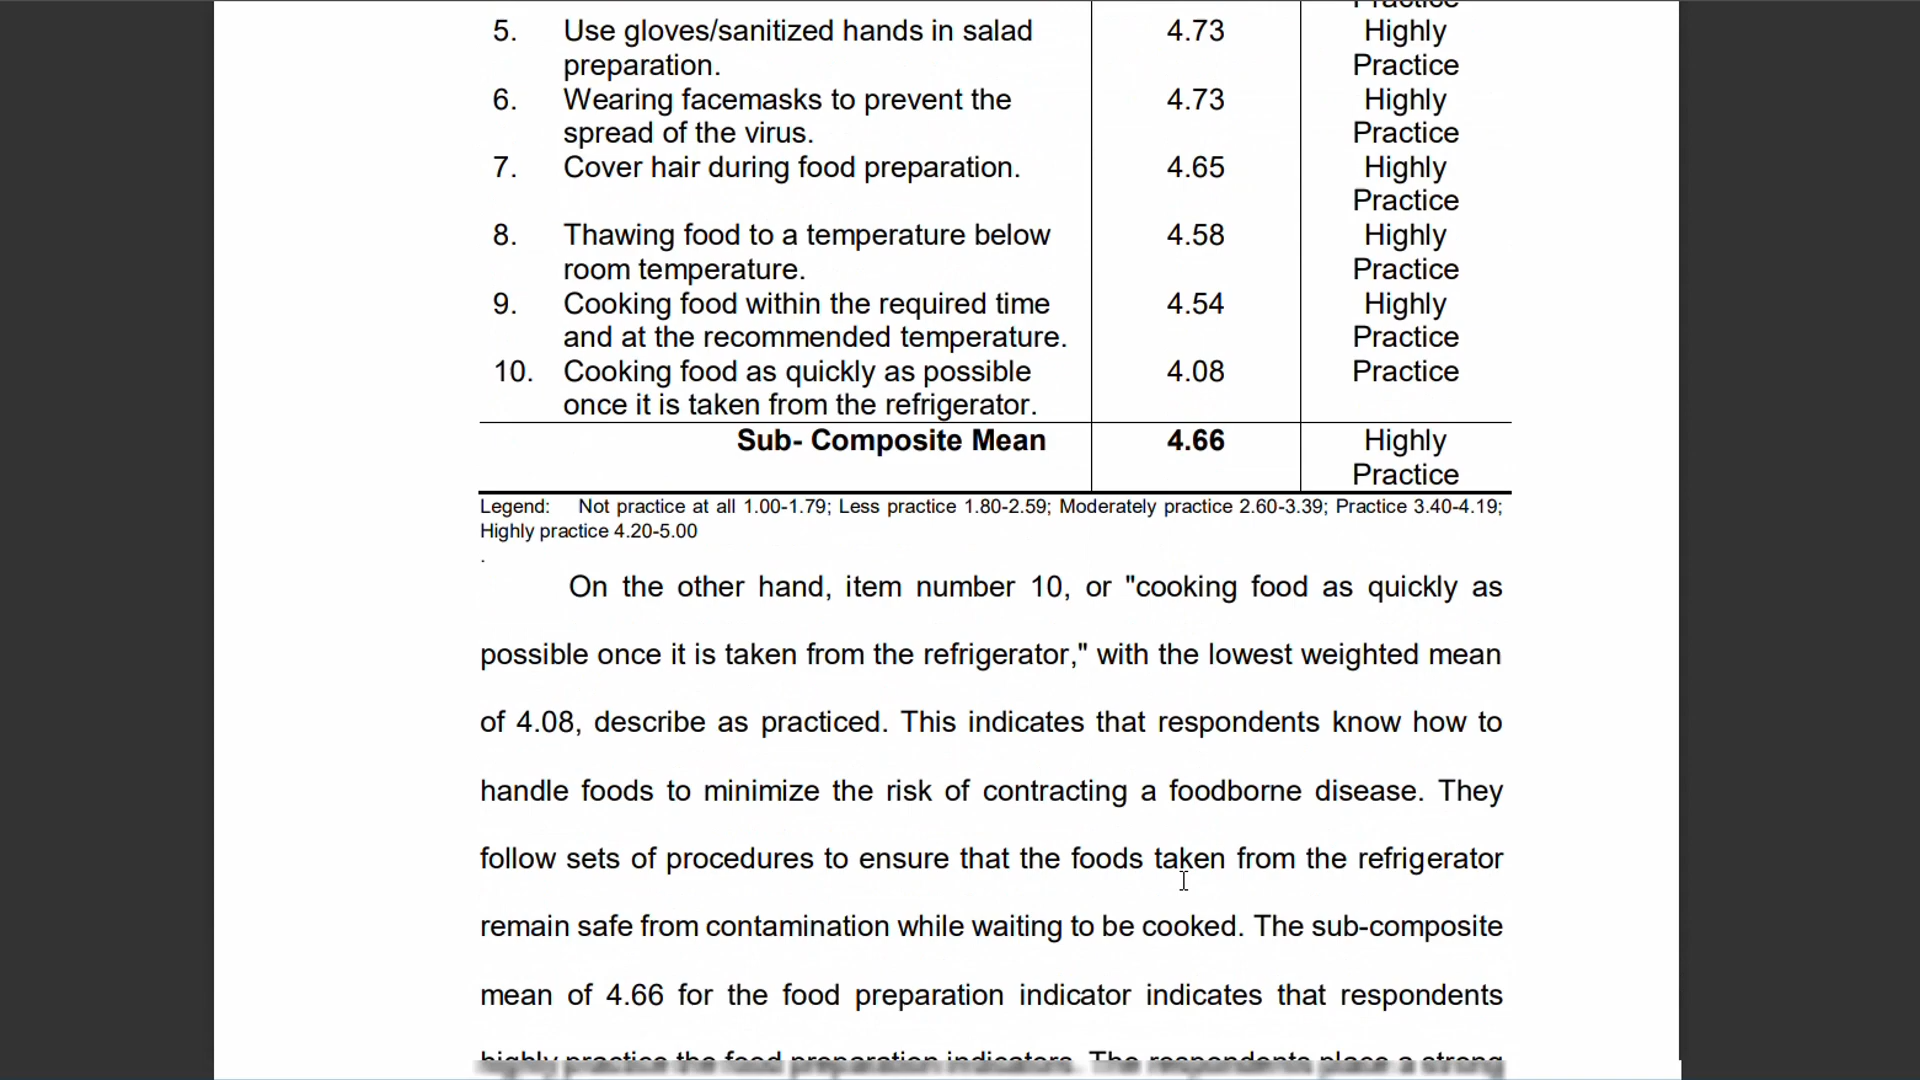 Practice
5. Use gloves/sanitized hands in salad 4.73 Highly
preparation. Practice
6. Wearing facemasks to prevent the 4.73 Highly
spread of the virus. Practice
7. Cover hair during food preparation. 4.65 Highly
Practice
8. Thawing food to a temperature below 4.58 Highly
room temperature. Practice
9. Cooking food within the required time 4.54 Highly
and at the recommended temperature. Practice
10. Cooking food as quickly as possible 4.08 Practice
once it is taken from the refrigerator.
Sub- Composite Mean 4.66 Highly
Practice
Legend: Not practice at all 1.00-1.79; Less practice 1.80-2.59; Moderately practice 2.60-3.39; Practice 3.40-4.19;
Highly practice 4.20-5.00
.
On the other hand, item number 10, or "cooking food as quickly as
possible once it is taken from the refrigerator," with the lowest weighted mean
of 4.08, describe as practiced. This indicates that respondents know how to
handle foods to minimize the risk of contracting a foodborne disease. They
follow sets of procedures to ensure that the foods taken from the refrigerator
remain safe from contamination while waiting to be cooked. The sub-composite
mean of 4.66 for the food preparation indicator indicates that respondents
highly practice the food preparation indicators. The respondents place a strong